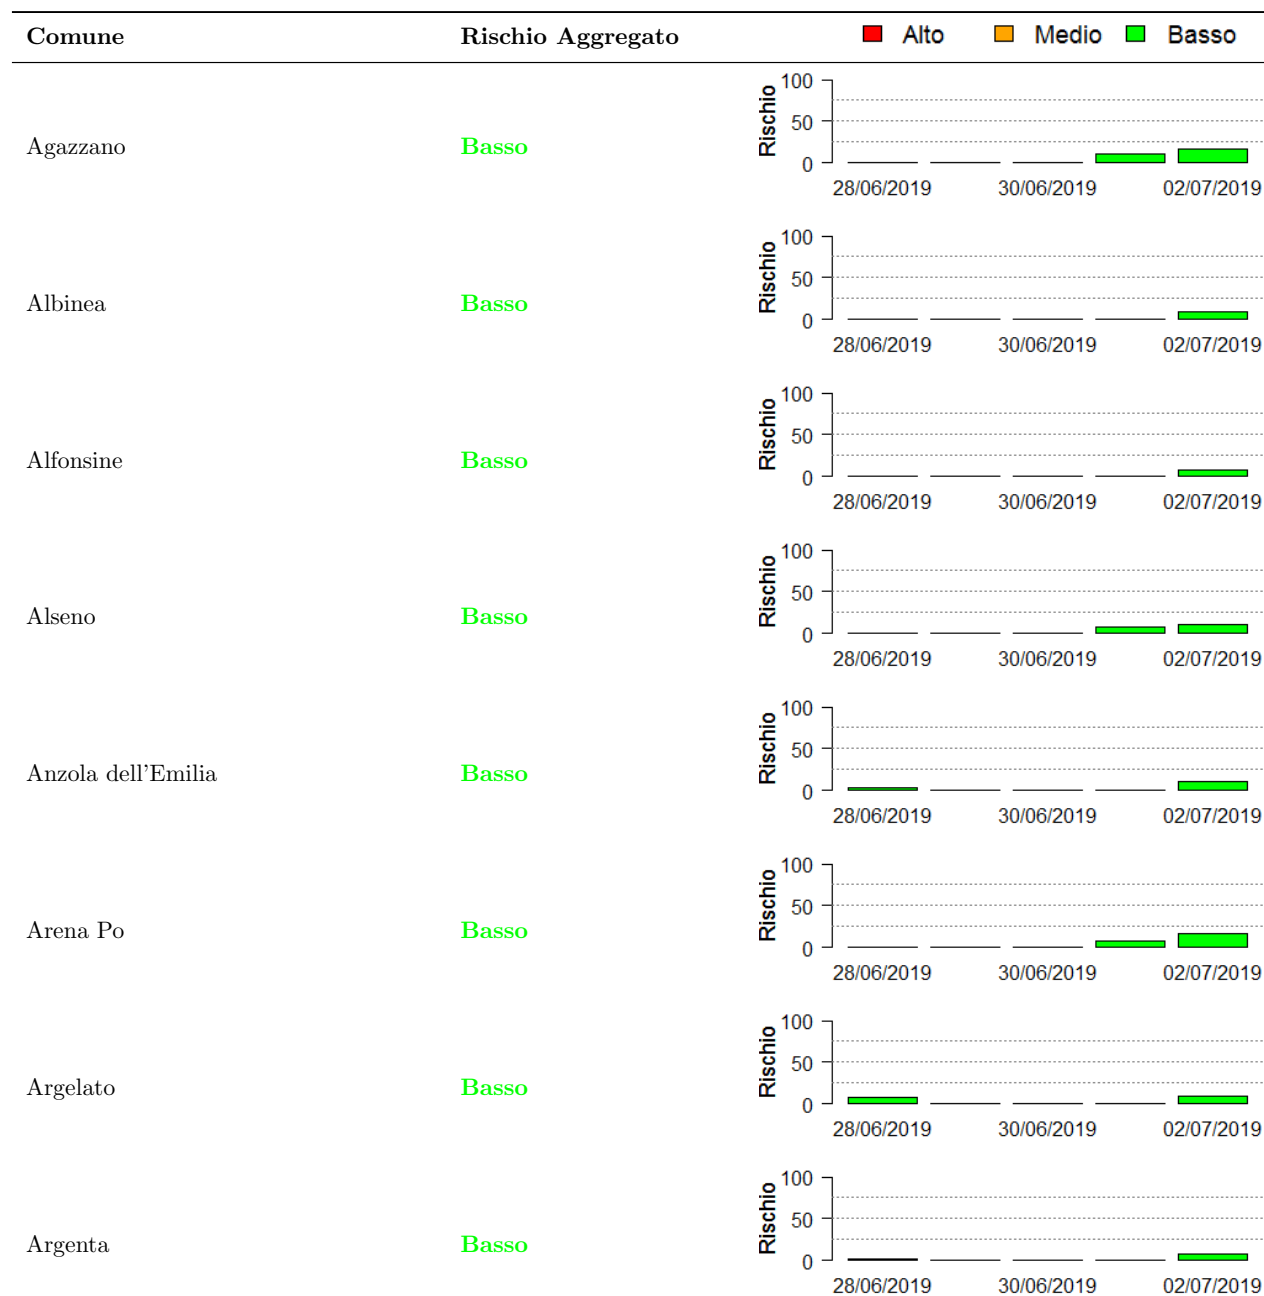 Comune Rischio Aggregato Alto Medio Basso
Agazzano Basso
Rischio
100
50
0
28/06/2019 30/06/2019 02/07/2019
Albinea Basso
Rischio
100
50
0
28/06/2019 30/06/2019 02/07/2019
Alfonsine Basso
Rischio
100
50
0
28/06/2019 30/06/2019 02/07/2019
Alseno Basso
Rischio
100
50
0
28/06/2019 30/06/2019 02/07/2019
Anzola dell'Emilia Basso
Rischio
100
50
0
28/06/2019 30/06/2019 02/07/2019
Arena Po Basso
Rischio
100
50
0
28/06/2019 30/06/2019 02/07/2019
Argelato Basso
Rischio
100
50
0
28/06/2019 30/06/2019 02/07/2019
Argenta Basso
Rischio
100
50
0
28/06/2019 30/06/2019 02/07/2019